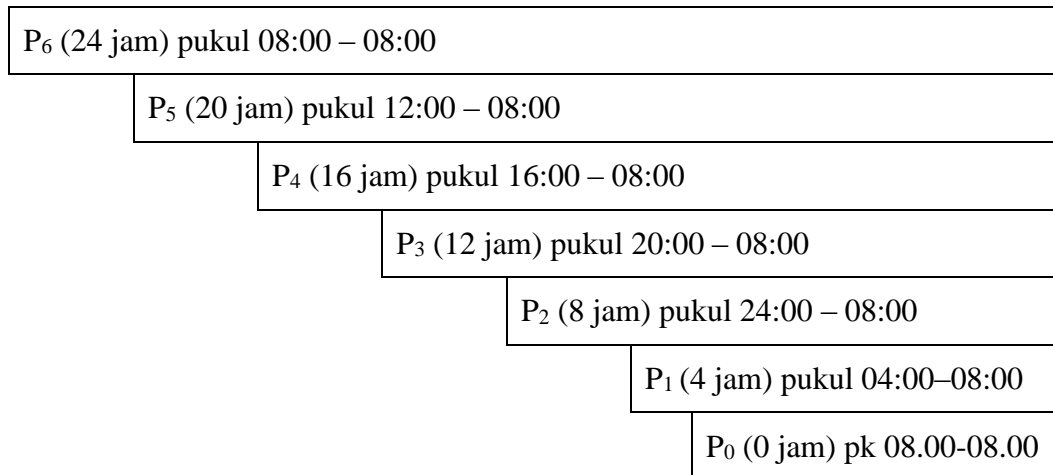 P₆ (24 jam) pukul 08:00 – 08:00
P₅ (20 jam) pukul 12:00 – 08:00
P₄ (16 jam) pukul 16:00 – 08:00
P₃ (12 jam) pukul 20:00 – 08:00
P₂ (8 jam) pukul 24:00 – 08:00
P₁ (4 jam) pukul 04:00–08:00
P₀ (0 jam) pk 08.00-08.00